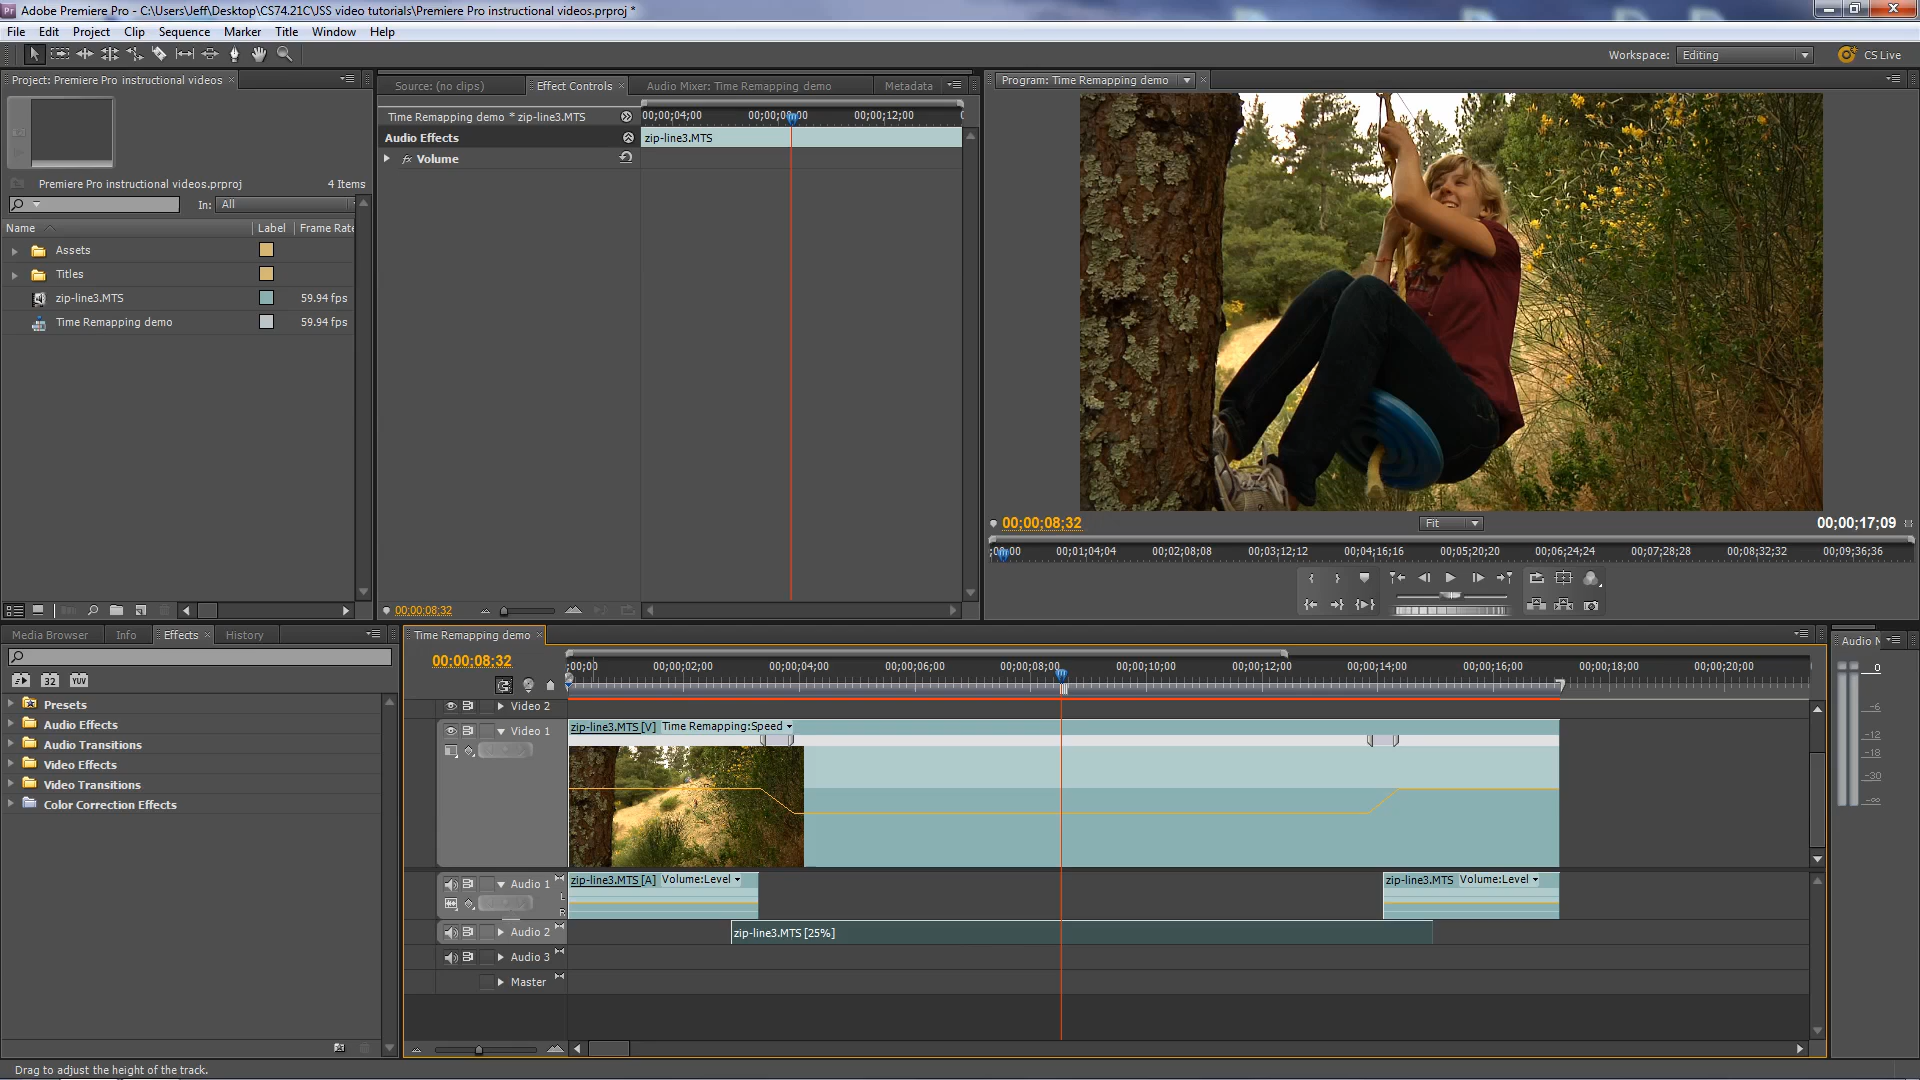 Adobe Premiere Pro - C:\Users\Jeff\Desktop\CS74.21C\JSS video tutorials\Premiere Pro instructional videos.prproj *
File Edit Project Clip Sequence Marker Title Window Help
Workspace: Editing CS Live
Project: Premiere Pro instructional videos
Premiere Pro instructional videos.prproj 4 Items
In: All
Name Label Frame Rate
Assets
Titles
zip-line3.MTS 59.94 fps
Time Remapping demo 59.94 fps
Source: (no clips) Effect Controls Audio Mixer: Time Remapping demo Metadata
Time Remapping demo * zip-line3.MTS 00;00;04;00 00;00;08;00 00;00;12;00
Audio Effects zip-line3.MTS
fx Volume
00;00;08;32
Program: Time Remapping demo
00;00;08;32 Fit 00;00;17;09
;00;00 00;01;04;04 00;02;08;08 00;03;12;12 00;04;16;16 00;05;20;20 00;06;24;24 00;07;28;28 00;08;32;32 00;09;36;36
Media Browser Info Effects History
32 YUV
Presets
Audio Effects
Audio Transitions
Video Effects
Video Transitions
Color Correction Effects
Time Remapping demo
00;00;08;32
;00;00 00;00;02;00 00;00;04;00 00;00;06;00 00;00;08;00 00;00;10;00 00;00;12;00 00;00;14;00 00;00;16;00 00;00;18;00 00;00;20;00
Video 2
Video 1 zip-line3.MTS [V] Time Remapping:Speed
Audio 1 zip-line3.MTS [A] Volume:Level zip-line3.MTS Volume:Level
L
R
Audio 2 zip-line3.MTS [25%]
Audio 3
Master
Audio M
0
-6
-12
-18
-30
-∞
Drag to adjust the height of the track.